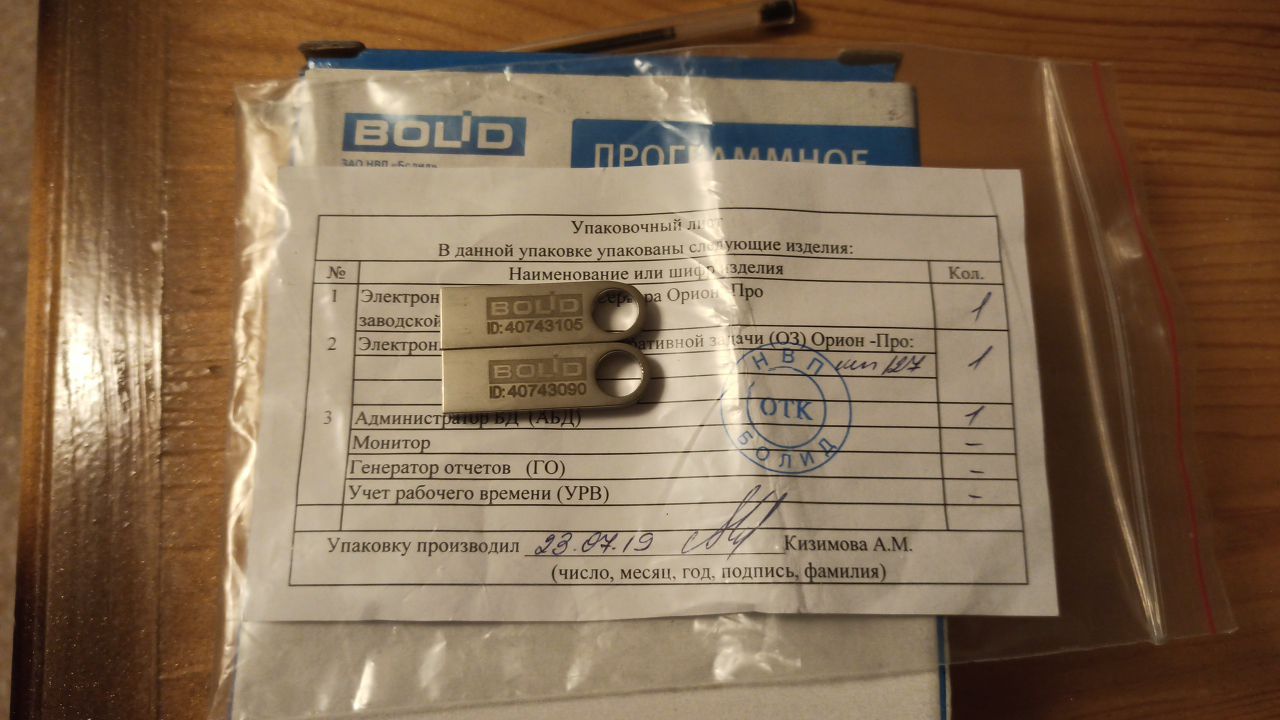 BOLID
ЗАО НВП «Болид»
ПРОГРАММНОЕ
Упаковочный лист
В данной упаковке упакованы следующие изделия:
№ Наименование или шифр изделия Кол.
1 Электрон сервера Орион -Про 1
заводской
BOLID
ID:40743105
2 Электрон. ративной задачи (ОЗ) Орион -Про: 1
BOLID
ID:40743090
НВП
ОТК
БОЛИД
3 Администратор БД (АБД) 1
Монитор –
Генератор отчетов (ГО) –
Учет рабочего времени (УРВ) –
Упаковку производил 23.07.19 Кизимова А.М.
(число, месяц, год, подпись, фамилия)